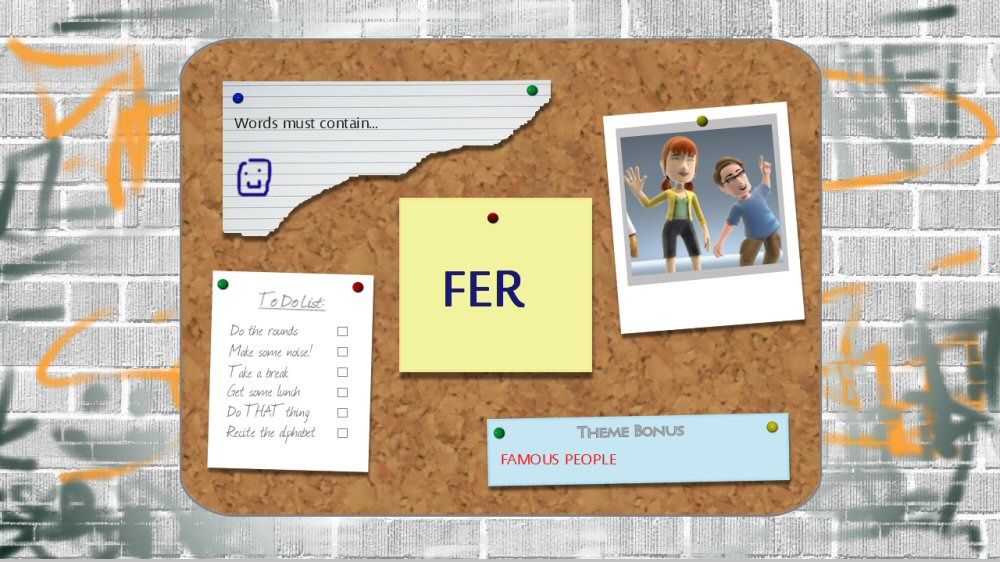 Words must contain...
FER
To Do List:
Do the rounds
Make some noise!
Take a break
Get some lunch
Do THAT thing
Recite the alphabet
THEME BONUS
FAMOUS PEOPLE